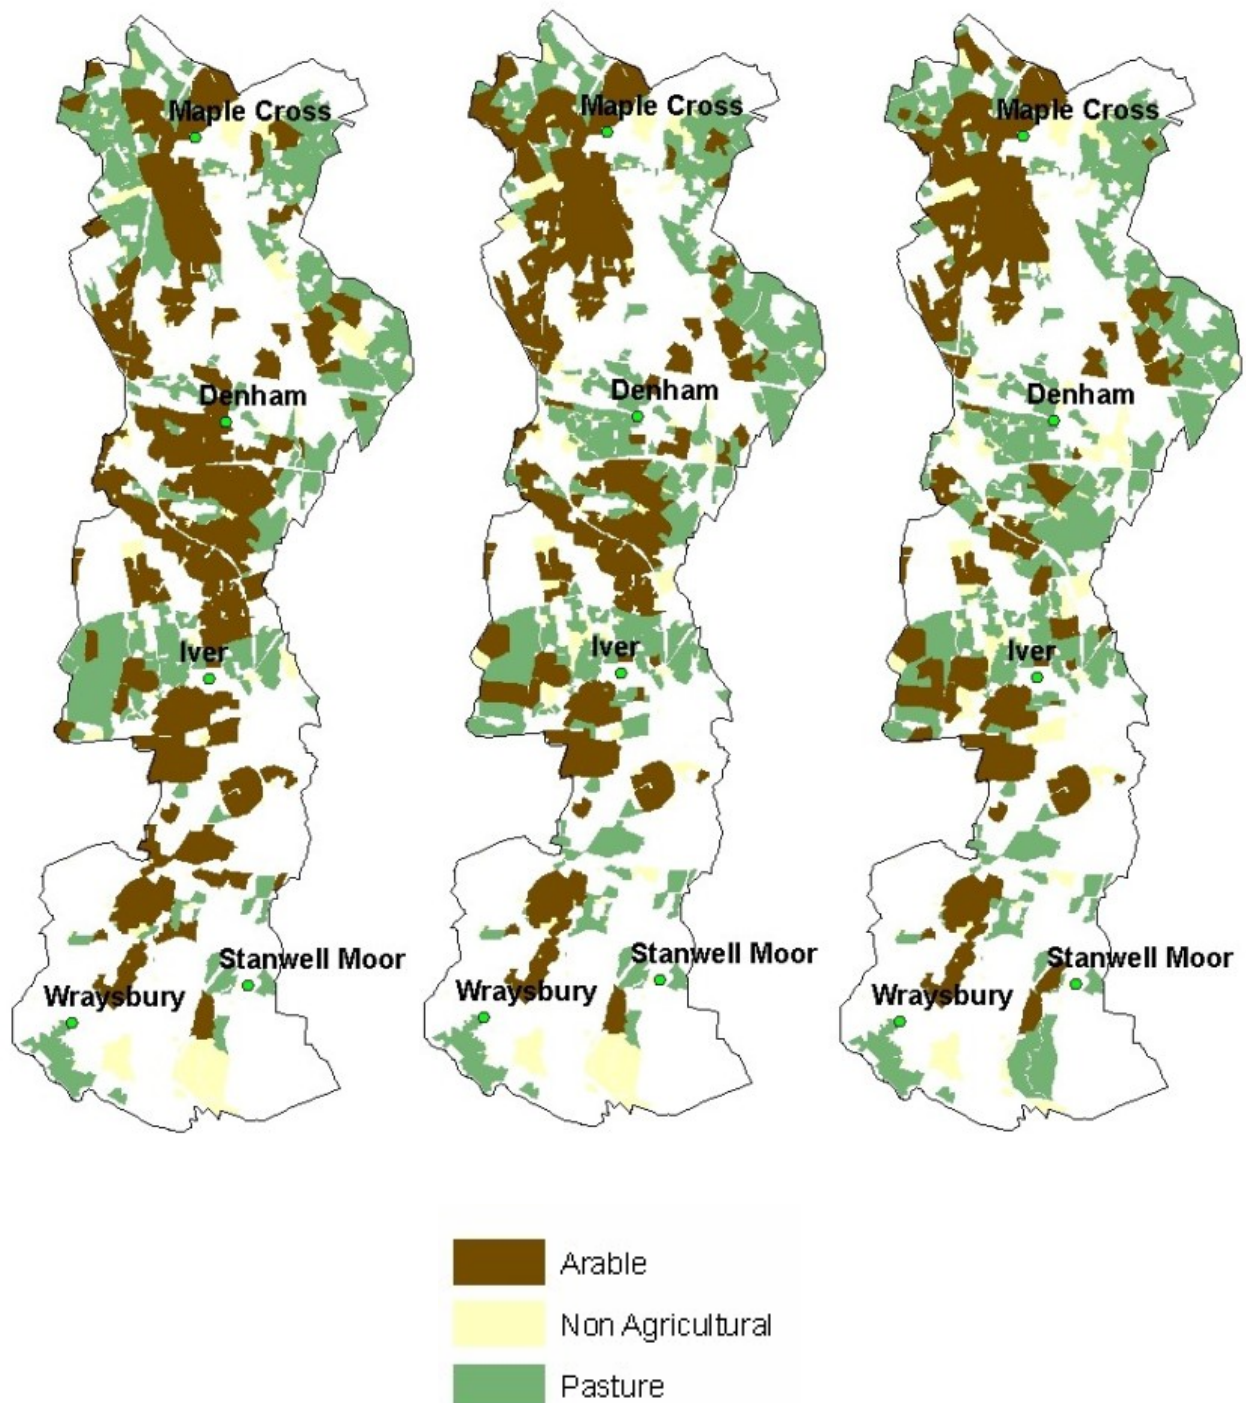 Maple Cross
Maple Cross
Maple Cross
Denham
Denham
Denham
Iver
Iver
Iver
Stanwell Moor
Stanwell Moor
Stanwell Moor
Wraysbury
Wraysbury
Wraysbury
Arable
Non Agricultural
Pasture